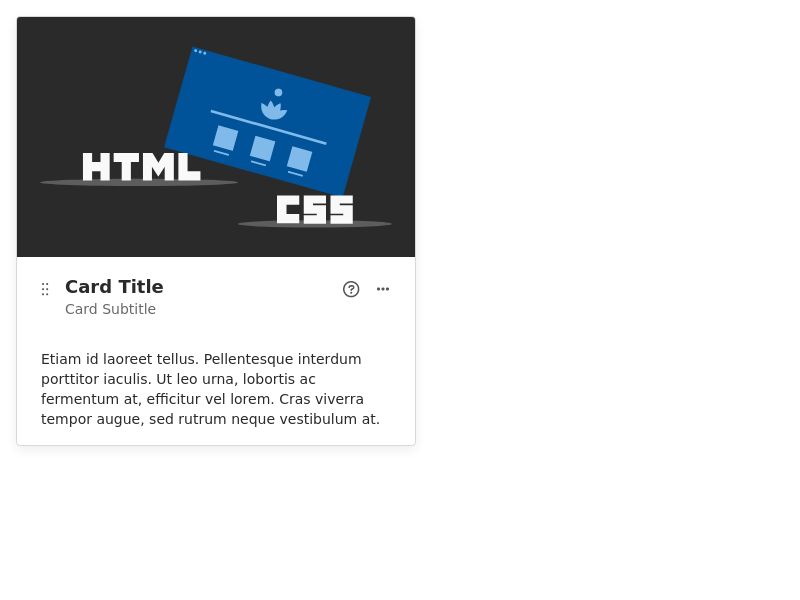 HTML
CSS
Card Title
Card Subtitle
Etiam id laoreet tellus. Pellentesque interdum
porttitor iaculis. Ut leo urna, lobortis ac
fermentum at, efficitur vel lorem. Cras viverra
tempor augue, sed rutrum neque vestibulum at.